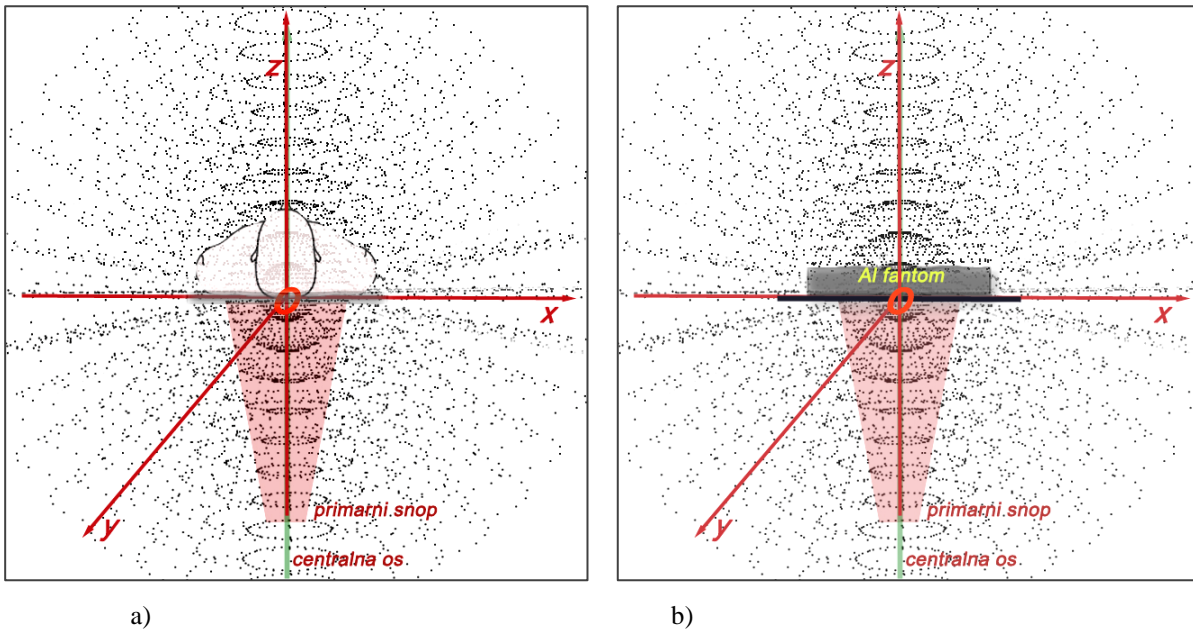 z
O
x
y
primarni snop
centralna os
a)
z
Al fantom
O
x
y
primarni snop
centralna os
b)